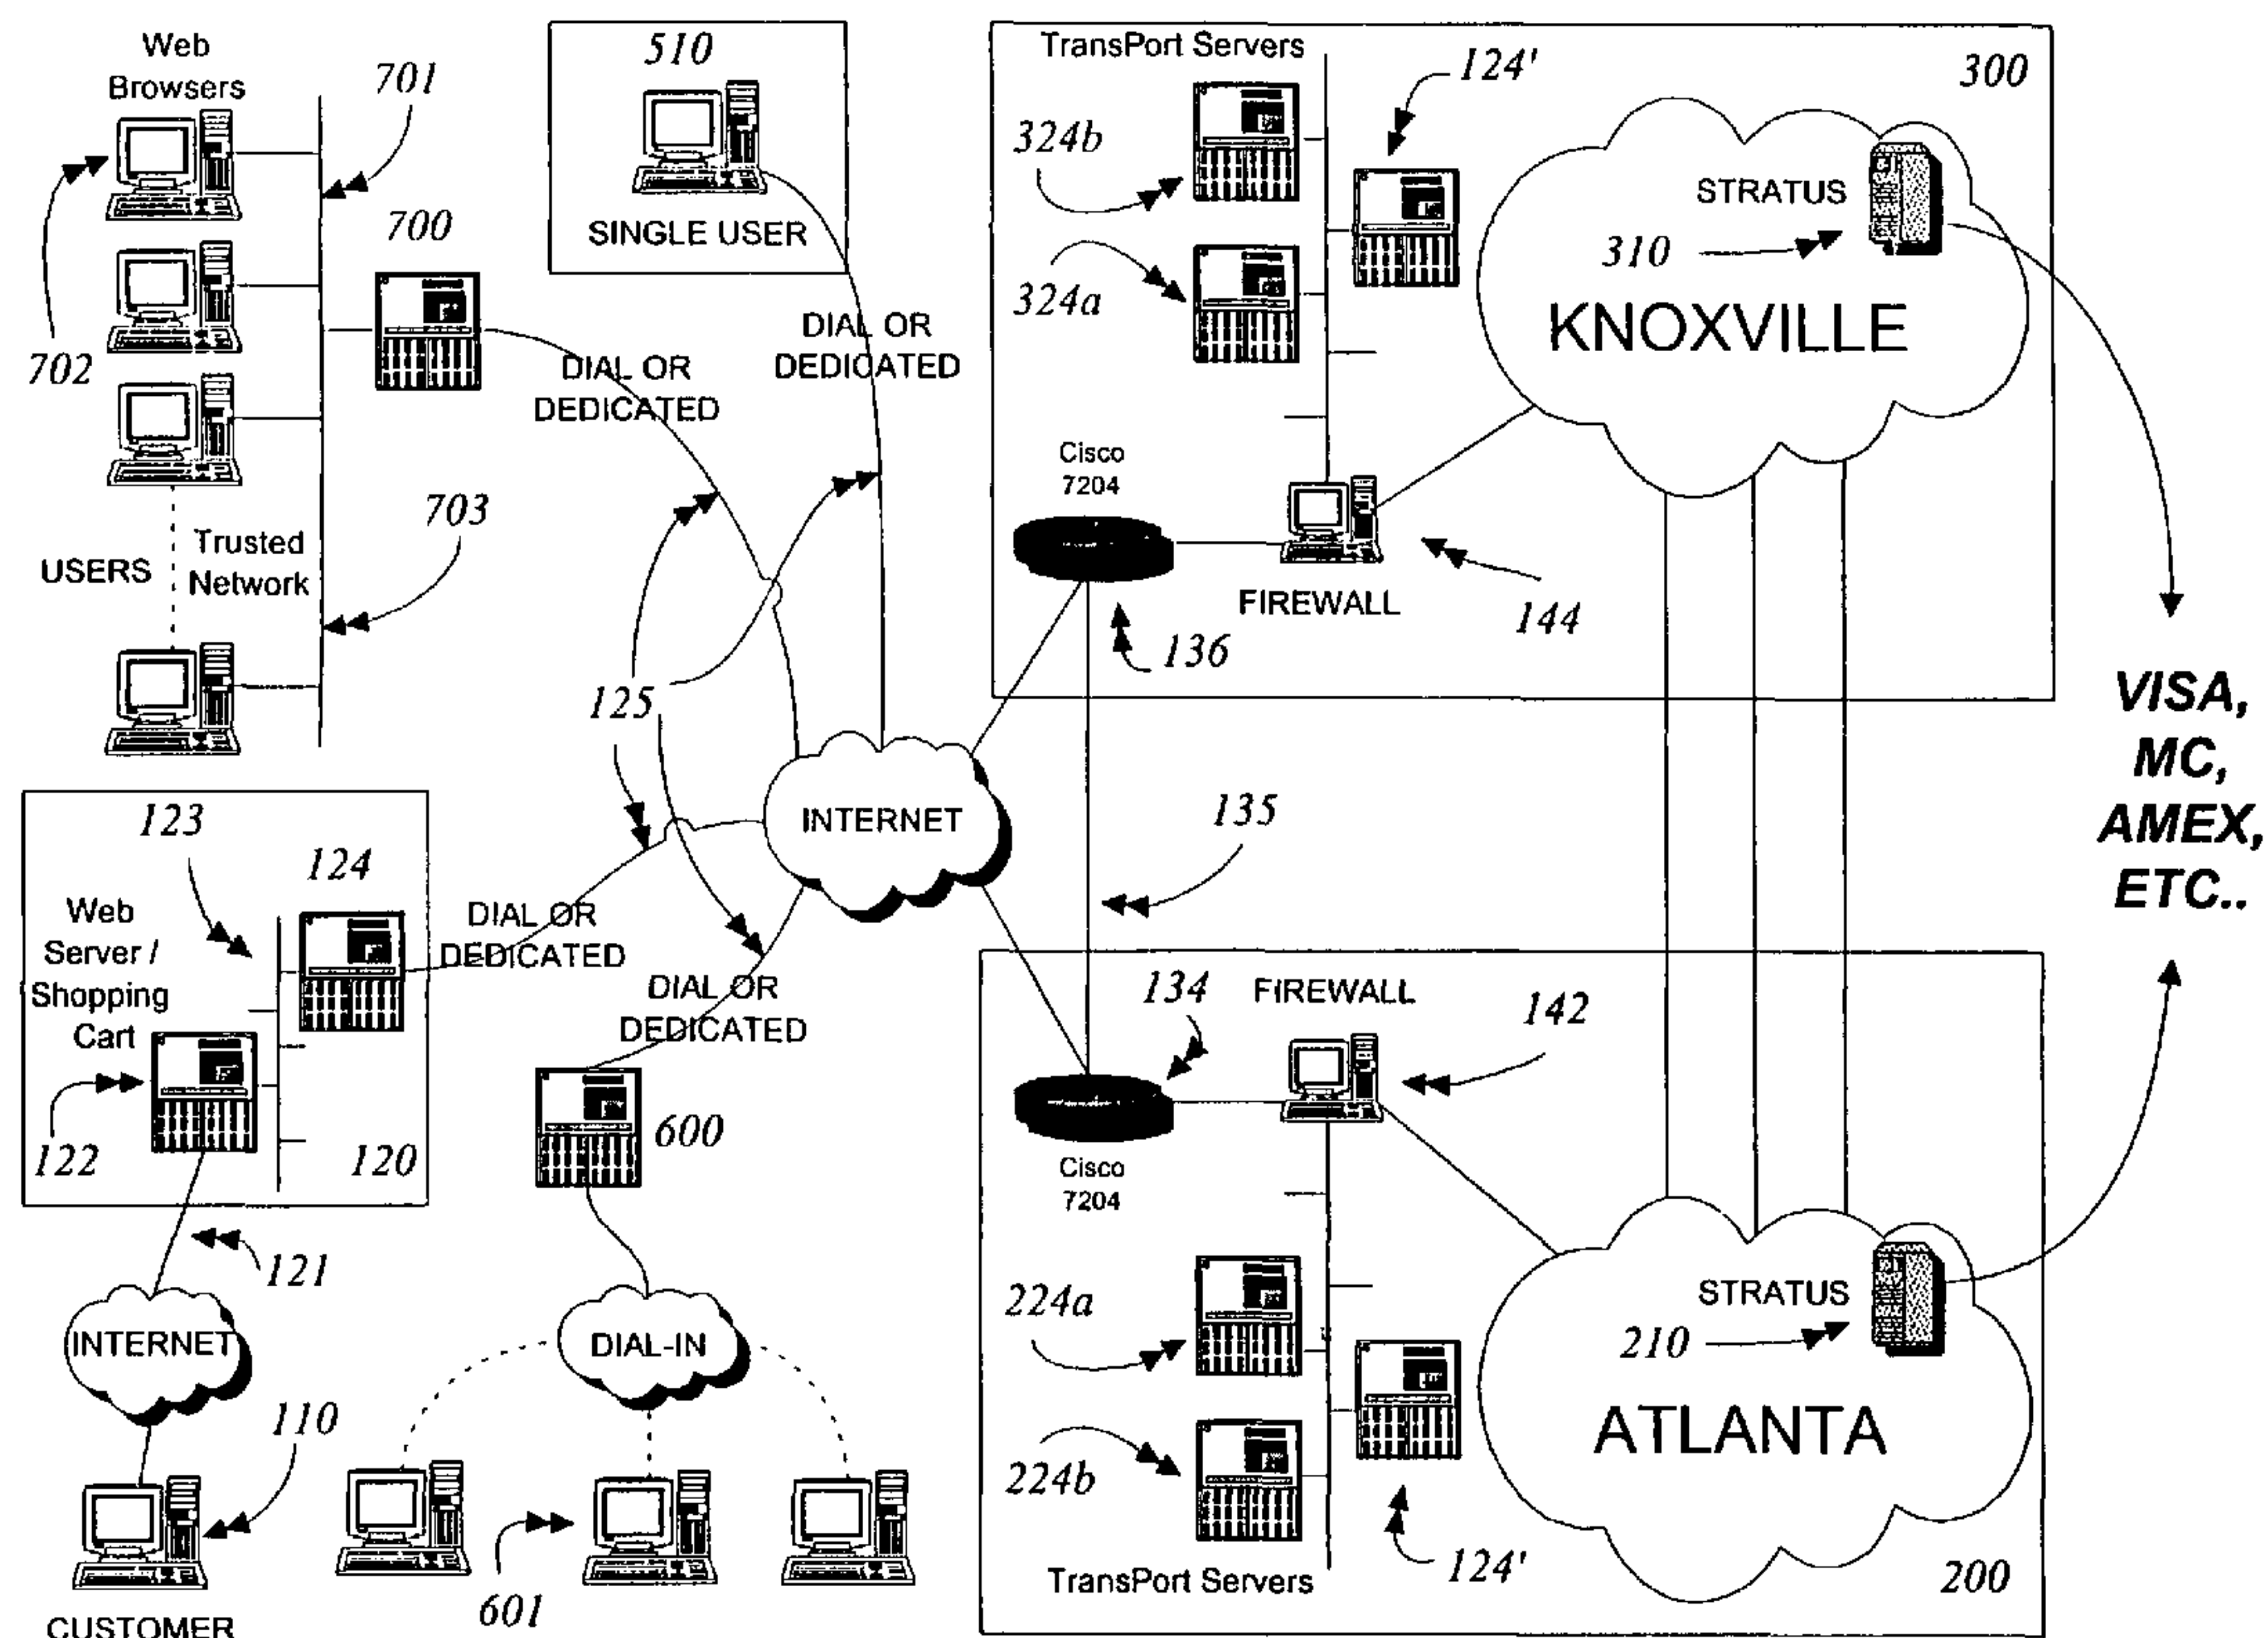 Web
Browsers
701
700
702
703
USERS
Trusted
Network
510
SINGLE USER
DIAL OR
DEDICATED
DIAL OR
DEDICATED
125
TransPort Servers
124'
300
324b
324a
STRATUS
310
KNOXVILLE
Cisco
7204
FIREWALL
144
136
VISA,
MC,
AMEX,
ETC..
INTERNET
135
123
124
Web
Server /
Shopping
Cart
122
120
121
DIAL OR
DEDICATED
DIAL OR
DEDICATED
600
INTERNET
DIAL-IN
110
601
CUSTOMER
134
FIREWALL
142
Cisco
7204
224a
224b
STRATUS
210
ATLANTA
124'
TransPort Servers
200